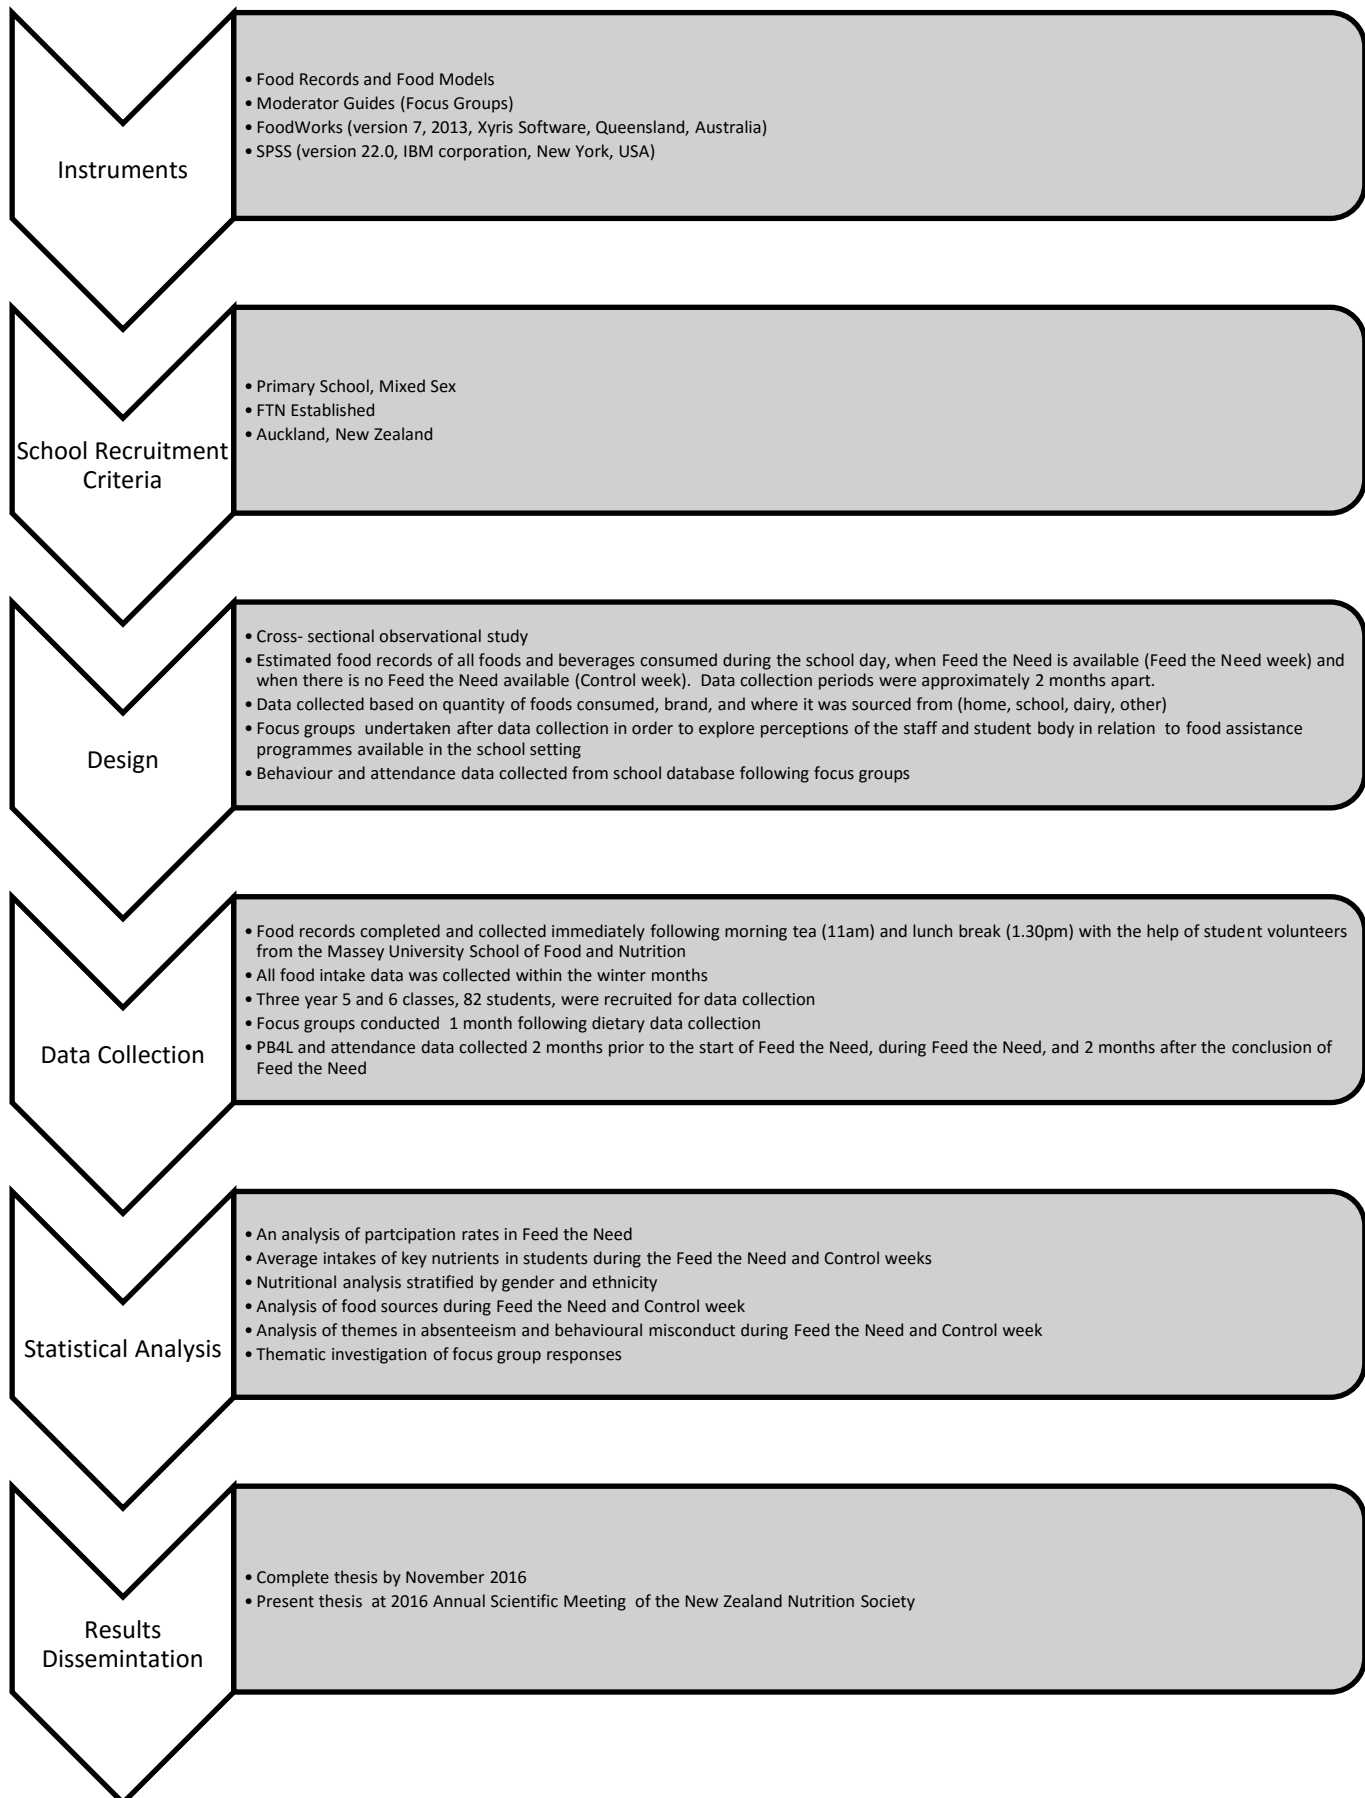 Instruments
• Food Records and Food Models
• Moderator Guides (Focus Groups)
• FoodWorks (version 7, 2013, Xyris Software, Queensland, Australia)
• SPSS (version 22.0, IBM corporation, New York, USA)
School Recruitment
Criteria
• Primary School, Mixed Sex
• FTN Established
• Auckland, New Zealand
Design
• Cross- sectional observational study
• Estimated food records of all foods and beverages consumed during the school day, when Feed the Need is available (Feed the Need week) and
when there is no Feed the Need available (Control week). Data collection periods were approximately 2 months apart.
• Data collected based on quantity of foods consumed, brand, and where it was sourced from (home, school, dairy, other)
• Focus groups undertaken after data collection in order to explore perceptions of the staff and student body in relation to food assistance
programmes available in the school setting
• Behaviour and attendance data collected from school database following focus groups
Data Collection
• Food records completed and collected immediately following morning tea (11am) and lunch break (1.30pm) with the help of student volunteers
from the Massey University School of Food and Nutrition
• All food intake data was collected within the winter months
• Three year 5 and 6 classes, 82 students, were recruited for data collection
• Focus groups conducted 1 month following dietary data collection
• PB4L and attendance data collected 2 months prior to the start of Feed the Need, during Feed the Need, and 2 months after the conclusion of
Feed the Need
Statistical Analysis
• An analysis of partcipation rates in Feed the Need
• Average intakes of key nutrients in students during the Feed the Need and Control weeks
• Nutritional analysis stratified by gender and ethnicity
• Analysis of food sources during Feed the Need and Control week
• Analysis of themes in absenteeism and behavioural misconduct during Feed the Need and Control week
• Thematic investigation of focus group responses
Results
Dissemintation
• Complete thesis by November 2016
• Present thesis at 2016 Annual Scientific Meeting of the New Zealand Nutrition Society